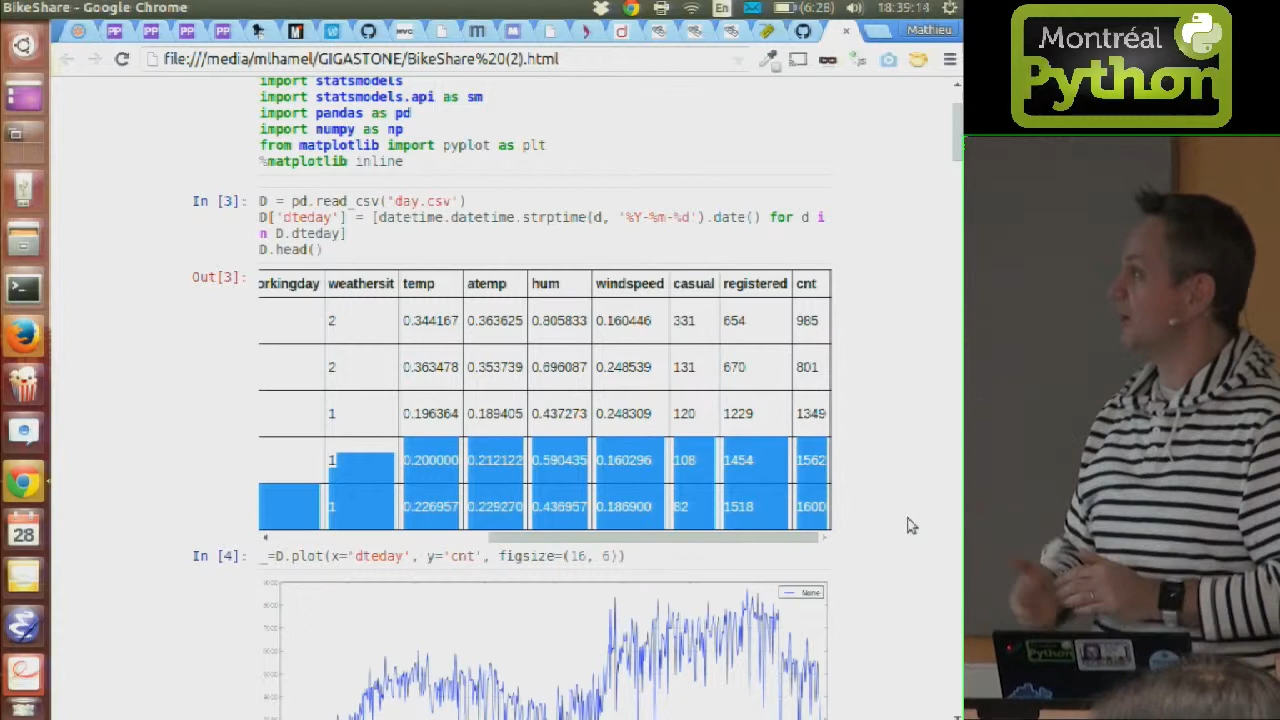 BikeShare - Google Chrome
En
(6:28)
18:39:14
Mathieu
file:///media/mlhamel/GIGASTONE/BikeShare%20(2).html
Montréal
Python
import statsmodels
import statsmodels.api as sm
import pandas as pd
import numpy as np
from matplotlib import pyplot as plt
%matplotlib inline
In [3]:
D = pd.read_csv('day.csv')
D['dteday'] = [datetime.datetime.strptime(d, '%Y-%m-%d').date() for d i
n D.dteday]
D.head()
Out[3]:
orkingday weathersit temp atemp hum windspeed casual registered cnt
2 0.344167 0.363625 0.805833 0.160446 331 654 985
2 0.363478 0.353739 0.696087 0.248539 131 670 801
1 0.196364 0.189405 0.437273 0.248309 120 1229 1349
1 0.200000 0.212122 0.590435 0.160296 108 1454 1562
1 0.226957 0.229270 0.436957 0.186900 82 1518 1600
28
In [4]:
_=D.plot(x='dteday', y='cnt', figsize=(16, 6))
None
Python